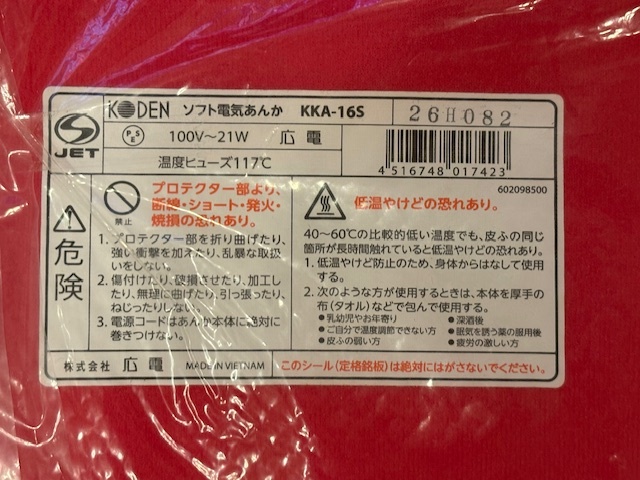 KODEN ソフト電気あんか KKA-16S 26H082
JET
PSE 100V～21W 広電
温度ヒューズ117℃
4 516748 017423
602098500
危険
禁止
プロテクター部より、
断線・ショート・発火・
焼損の恐れあり。
1. プロテクター部を折り曲げたり、
強い衝撃を加えたり、乱暴な取扱
いをしない。
2. 傷付けたり、破損させたり、加工し
たり、無理に曲げたり、引っ張ったり、
ねじったりしない。
3. 電源コードはあんか本体に絶対に
巻きつけない。
低温やけどの恐れあり。
40～60℃の比較的低い温度でも、皮ふの同じ
箇所が長時間触れていると低温やけどの恐れあり。
1. 低温やけど防止のため、身体からはなして使用
する。
2. 次のような方が使用するときは、本体を厚手の
布(タオル)などで包んで使用する。
●乳幼児やお年寄り ●深酒後
●ご自分で温度調節できない方 ●眠気を誘う薬の服用後
●皮ふの弱い方 ●疲労の激しい方
株式会社 広電 MADE IN VIETNAM このシール(定格銘板)は絶対にはがさないでください。